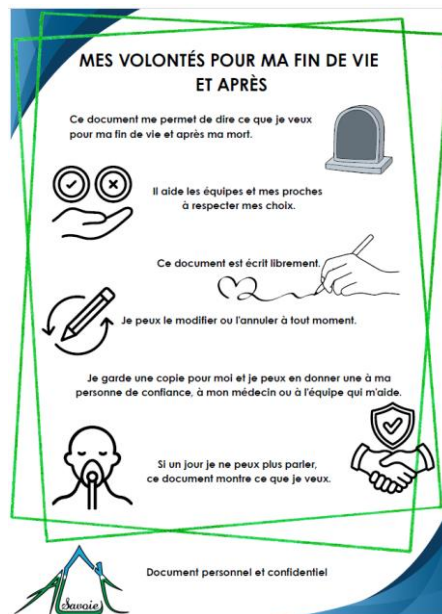 MES VOLONTÉS POUR MA FIN DE VIE
ET APRÈS
Ce document me permet de dire ce que je veux
pour ma fin de vie et après ma mort.
Il aide les équipes et mes proches
à respecter mes choix.
Ce document est écrit librement.
Je peux le modifier ou l'annuler à tout moment.
Je garde une copie pour moi et je peux en donner une à ma
personne de confiance, à mon médecin ou à l'équipe qui m'aide.
Si un jour je ne peux plus parler,
ce document montre ce que je veux.
Document personnel et confidentiel
Savoie